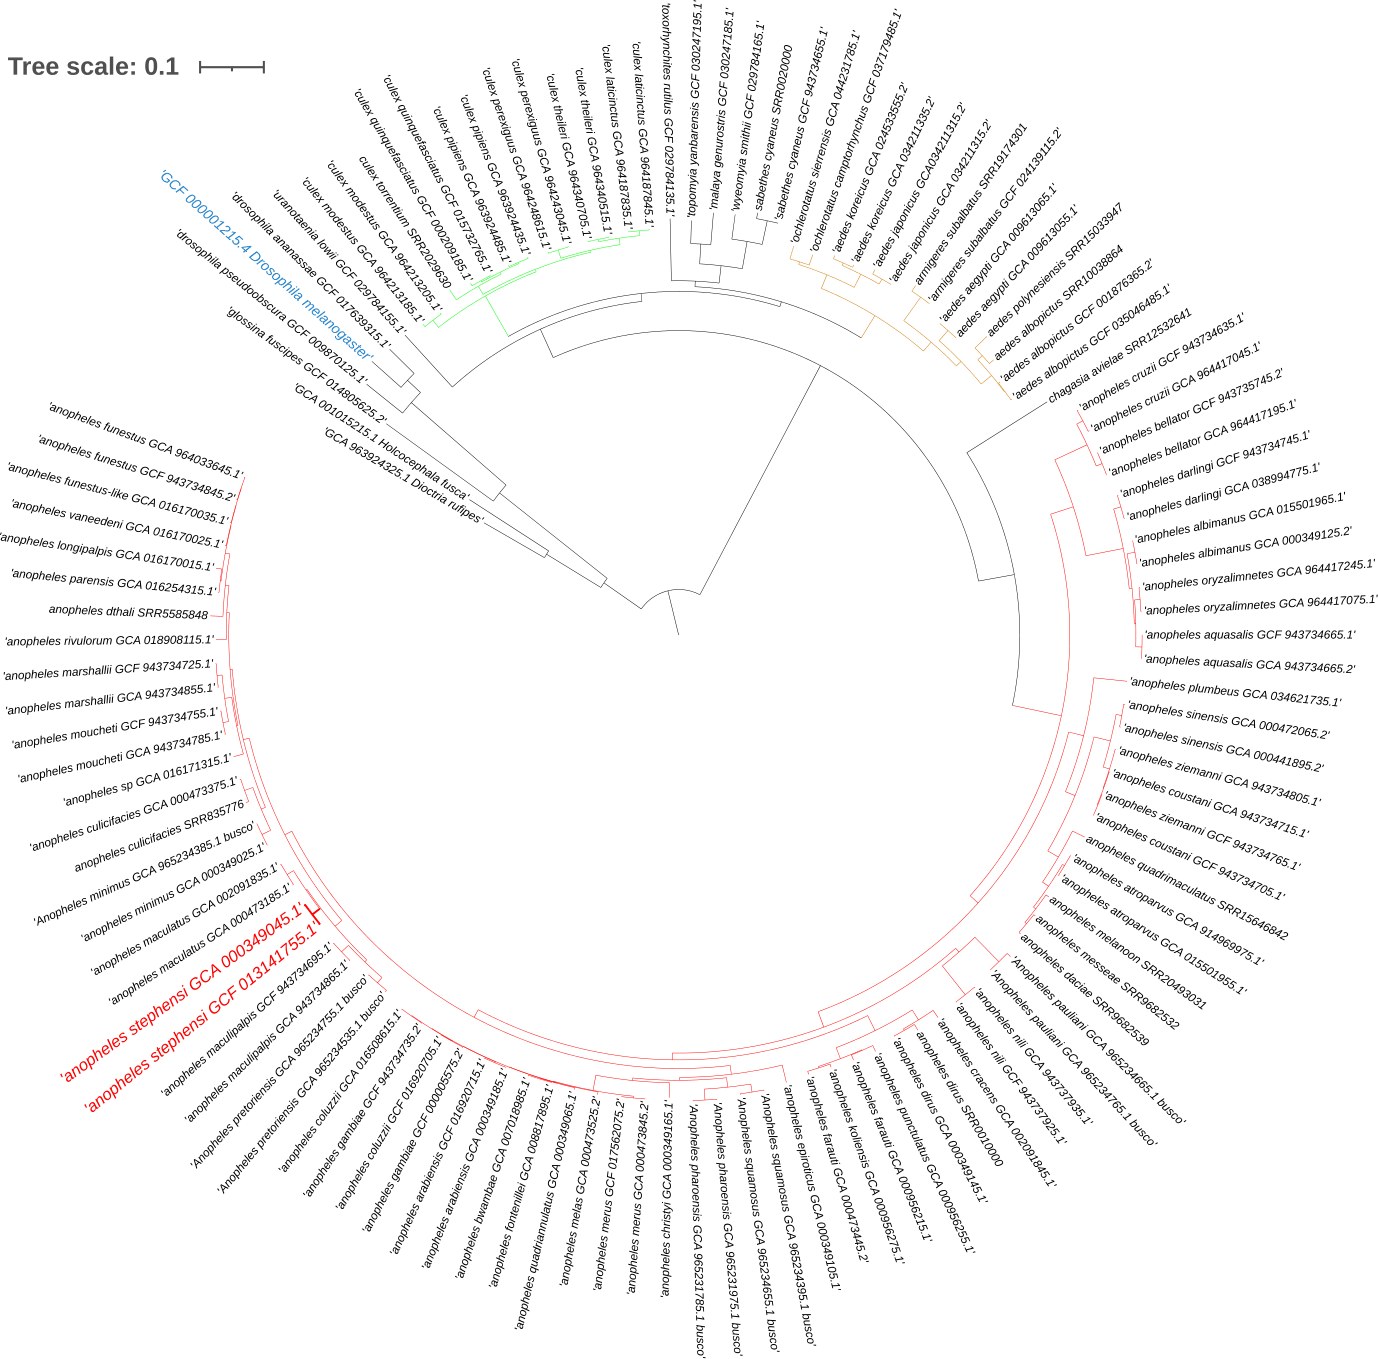 Tree scale: 0.1
'toxorhynchites rutilus GCF 029784135.1'
'topomyia yanbarensis GCF 030247195.1'
'malaya genurostris GCF 030247185.1'
'wyeomyia smithii GCF 029784165.1'
sabethes cyaneus SRR0020000
'sabethes cyaneus GCF 943734655.1'
'ochlerotatus sierrensis GCA 044231785.1'
'ochlerotatus camptorhynchus GCF 037179485.1'
'aedes koreicus GCA 024533555.2'
'aedes koreicus GCA 034211335.2'
'aedes japonicus GCA034211315.2'
'aedes japonicus GCA 034211315.2'
armigeres subalbatus SRR19174301
'armigeres subalbatus GCF 024139115.2'
'aedes aegypti GCA 009613065.1'
'aedes aegypti GCA 009613055.1'
aedes polynesiensis SRR15033947
aedes albopictus SRR10038864
'aedes albopictus GCF 001876365.2'
'aedes albopictus GCF 035046485.1'
chagasia avielae SRR12532641
'anopheles cruzii GCF 943734635.1'
'anopheles cruzii GCA 964417045.1'
'anopheles bellator GCF 943735745.2'
'anopheles bellator GCA 964417195.1'
'anopheles darlingi GCF 943734745.1'
'anopheles darlingi GCA 038994775.1'
'anopheles albimanus GCA 015501965.1'
'anopheles albimanus GCA 000349125.2'
'anopheles oryzalimnetes GCA 964417245.1'
'anopheles oryzalimnetes GCA 964417075.1'
'anopheles aquasalis GCF 943734665.1'
'anopheles aquasalis GCA 943734665.2'
'anopheles plumbeus GCA 034621735.1'
'anopheles sinensis GCA 000472065.2'
'anopheles sinensis GCA 000441895.2'
'anopheles ziemanni GCA 943734805.1'
'anopheles coustani GCA 943734715.1'
'anopheles ziemanni GCF 943734765.1'
'anopheles coustani GCF 943734705.1'
anopheles quadrimaculatus SRR15646842
'anopheles atroparvus GCA 914969975.1'
'anopheles atroparvus GCA 015501955.1'
anopheles melanoon SRR20493031
anopheles messeae SRR9682532
anopheles daciae SRR9682539
'Anopheles pauliani GCA 965234665.1 busco'
'Anopheles pauliani GCA 965234765.1 busco'
'anopheles nili GCA 943737935.1'
'anopheles nili GCF 943737925.1'
'anopheles cracens GCA 002091845.1'
anopheles dirus SRR0010000
'anopheles dirus GCA 000349145.1'
'anopheles punctulatus GCA 000956255.1'
'anopheles farauti GCA 000956215.1'
'anopheles koliensis GCA 000956275.1'
'anopheles farauti GCA 000473445.2'
'anopheles epiroticus GCA 000349105.1'
'Anopheles squamosus GCA 965234395.1 busco'
'Anopheles squamosus GCA 965234655.1 busco'
'Anopheles pharoensis GCA 965231975.1 busco'
'Anopheles pharoensis GCA 965231785.1 busco'
'anopheles christyi GCA 000349165.1'
'anopheles merus GCA 000473845.2'
'anopheles merus GCF 017562075.2'
'anopheles melas GCA 000473525.2'
'anopheles quadriannulatus GCA 000349065.1'
'anopheles fontenillei GCA 008817895.1'
'anopheles bwambae GCA 007018985.1'
'anopheles arabiensis GCA 000349185.1'
'anopheles arabiensis GCF 016920715.1'
'anopheles gambiae GCF 000005575.2'
'anopheles coluzzii GCF 016920705.1'
'anopheles gambiae GCF 943734735.2'
'anopheles coluzzii GCA 016508615.1'
'Anopheles pretoriensis GCA 965234535.1 busco'
'Anopheles pretoriensis GCA 965234755.1 busco'
'anopheles maculipalpis GCA 943734865.1'
'anopheles maculipalpis GCF 943734695.1'
'anopheles stephensi GCF 013141755.1'
'anopheles stephensi GCA 000349045.1'
'anopheles maculatus GCA 000473185.1'
'anopheles maculatus GCA 002091835.1'
'anopheles minimus GCA 000349025.1'
'Anopheles minimus GCA 965234385.1 busco'
anopheles culicifacies SRR835776
'anopheles culicifacies GCA 000473375.1'
'anopheles sp GCA 016171315.1'
'anopheles moucheti GCA 943734785.1'
'anopheles moucheti GCF 943734755.1'
'anopheles marshallii GCA 943734855.1'
'anopheles marshallii GCF 943734725.1'
'anopheles rivulorum GCA 018908115.1'
anopheles dthali SRR5585848
'anopheles parensis GCA 016254315.1'
'anopheles longipalpis GCA 016170015.1'
'anopheles vaneedeni GCA 016170025.1'
'anopheles funestus-like GCA 016170035.1'
'anopheles funestus GCF 943734845.2'
'anopheles funestus GCA 964033645.1'
'GCA 963924325.1 Dioctria rufipes'
'GCA 001015215.1 Holcocephala fusca'
'glossina fuscipes GCF 014805625.2'
'drosophila pseudoobscura GCF 009870125.1'
'GCF 000001215.4 Drosophila melanogaster'
'drosophila ananassae GCF 017639315.1'
'uranotaenia lowii GCF 029784155.1'
'culex modestus GCA 964213185.1'
'culex modestus GCA 964213205.1'
culex torrentium SRR2029630
'culex quinquefasciatus GCF 000209185.1'
'culex quinquefasciatus GCF 015732765.1'
'culex pipiens GCA 963924485.1'
'culex pipiens GCA 963924435.1'
'culex perexiguus GCA 964248615.1'
'culex perexiguus GCA 964243045.1'
'culex theileri GCA 964340705.1'
'culex theileri GCA 964340515.1'
'culex laticinctus GCA 964187835.1'
'culex laticinctus GCA 964187845.1'